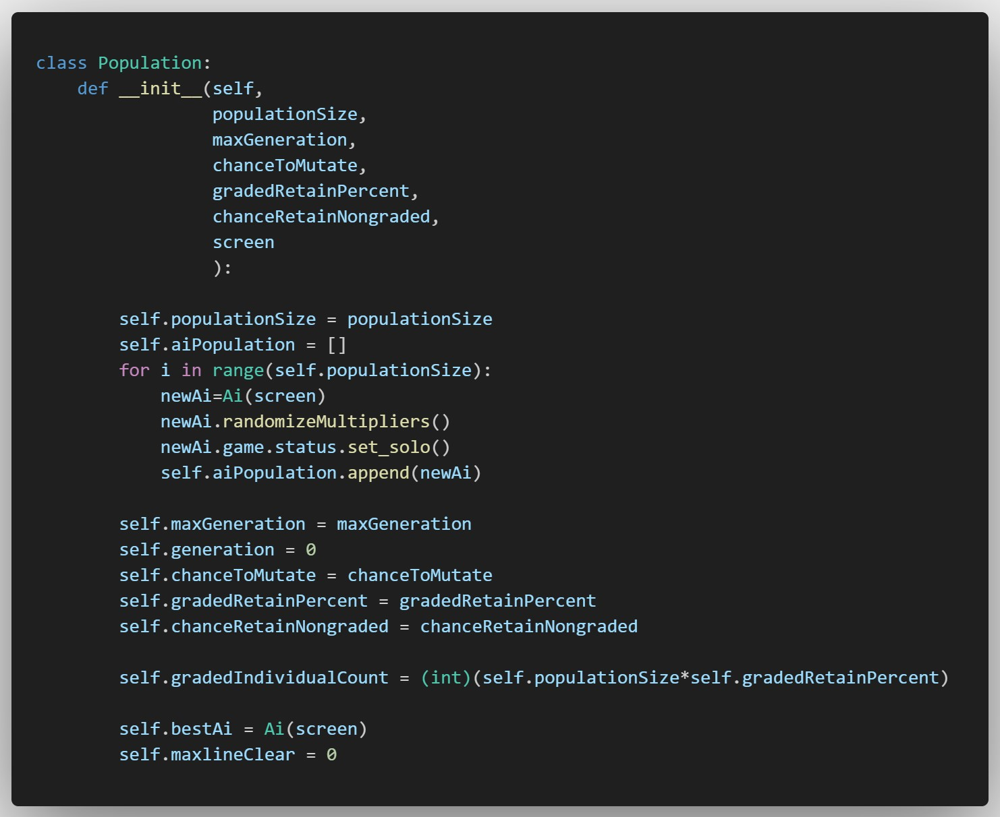 class Population:
    def __init__(self,
                 populationSize,
                 maxGeneration,
                 chanceToMutate,
                 gradedRetainPercent,
                 chanceRetainNongraded,
                 screen
                 ):

        self.populationSize = populationSize
        self.aiPopulation = []
        for i in range(self.populationSize):
            newAi=Ai(screen)
            newAi.randomizeMultipliers()
            newAi.game.status.set_solo()
            self.aiPopulation.append(newAi)

        self.maxGeneration = maxGeneration
        self.generation = 0
        self.chanceToMutate = chanceToMutate
        self.gradedRetainPercent = gradedRetainPercent
        self.chanceRetainNongraded = chanceRetainNongraded

        self.gradedIndividualCount = (int)(self.populationSize*self.gradedRetainPercent)

        self.bestAi = Ai(screen)
        self.maxlineClear = 0